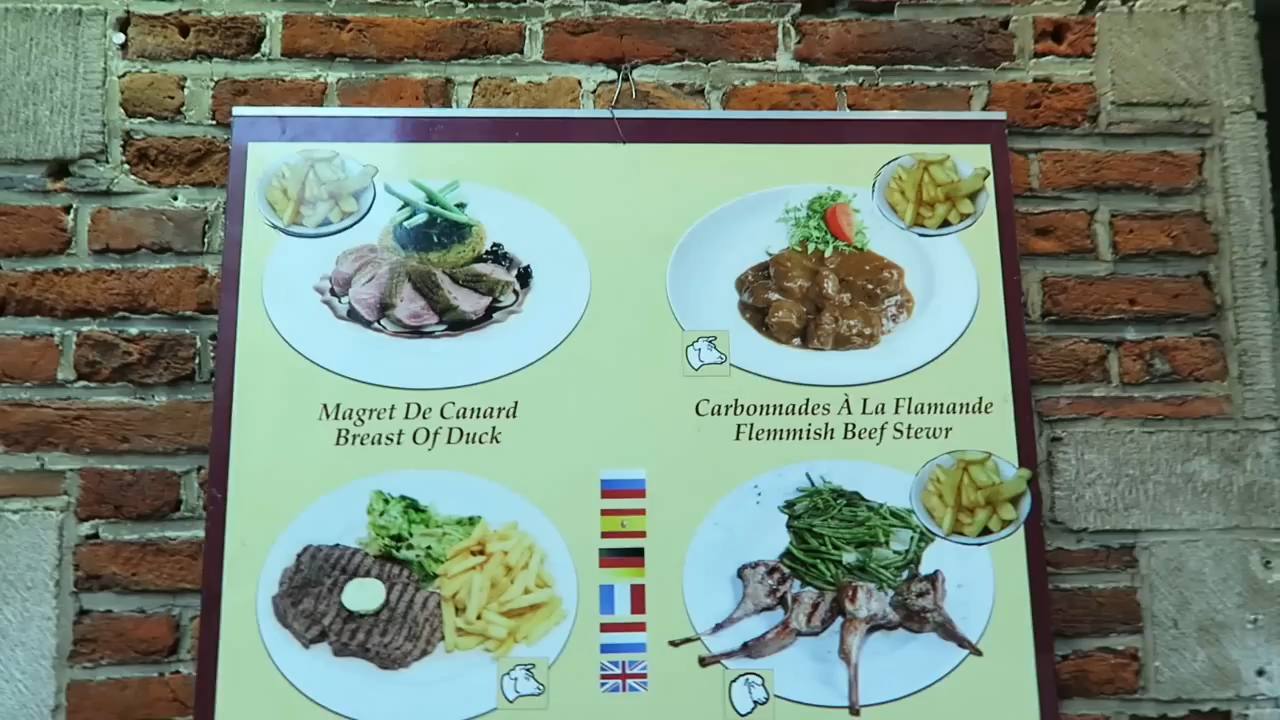 Magret De Canard
Breast Of Duck
Carbonnades À La Flamande
Flemmish Beef Stewr